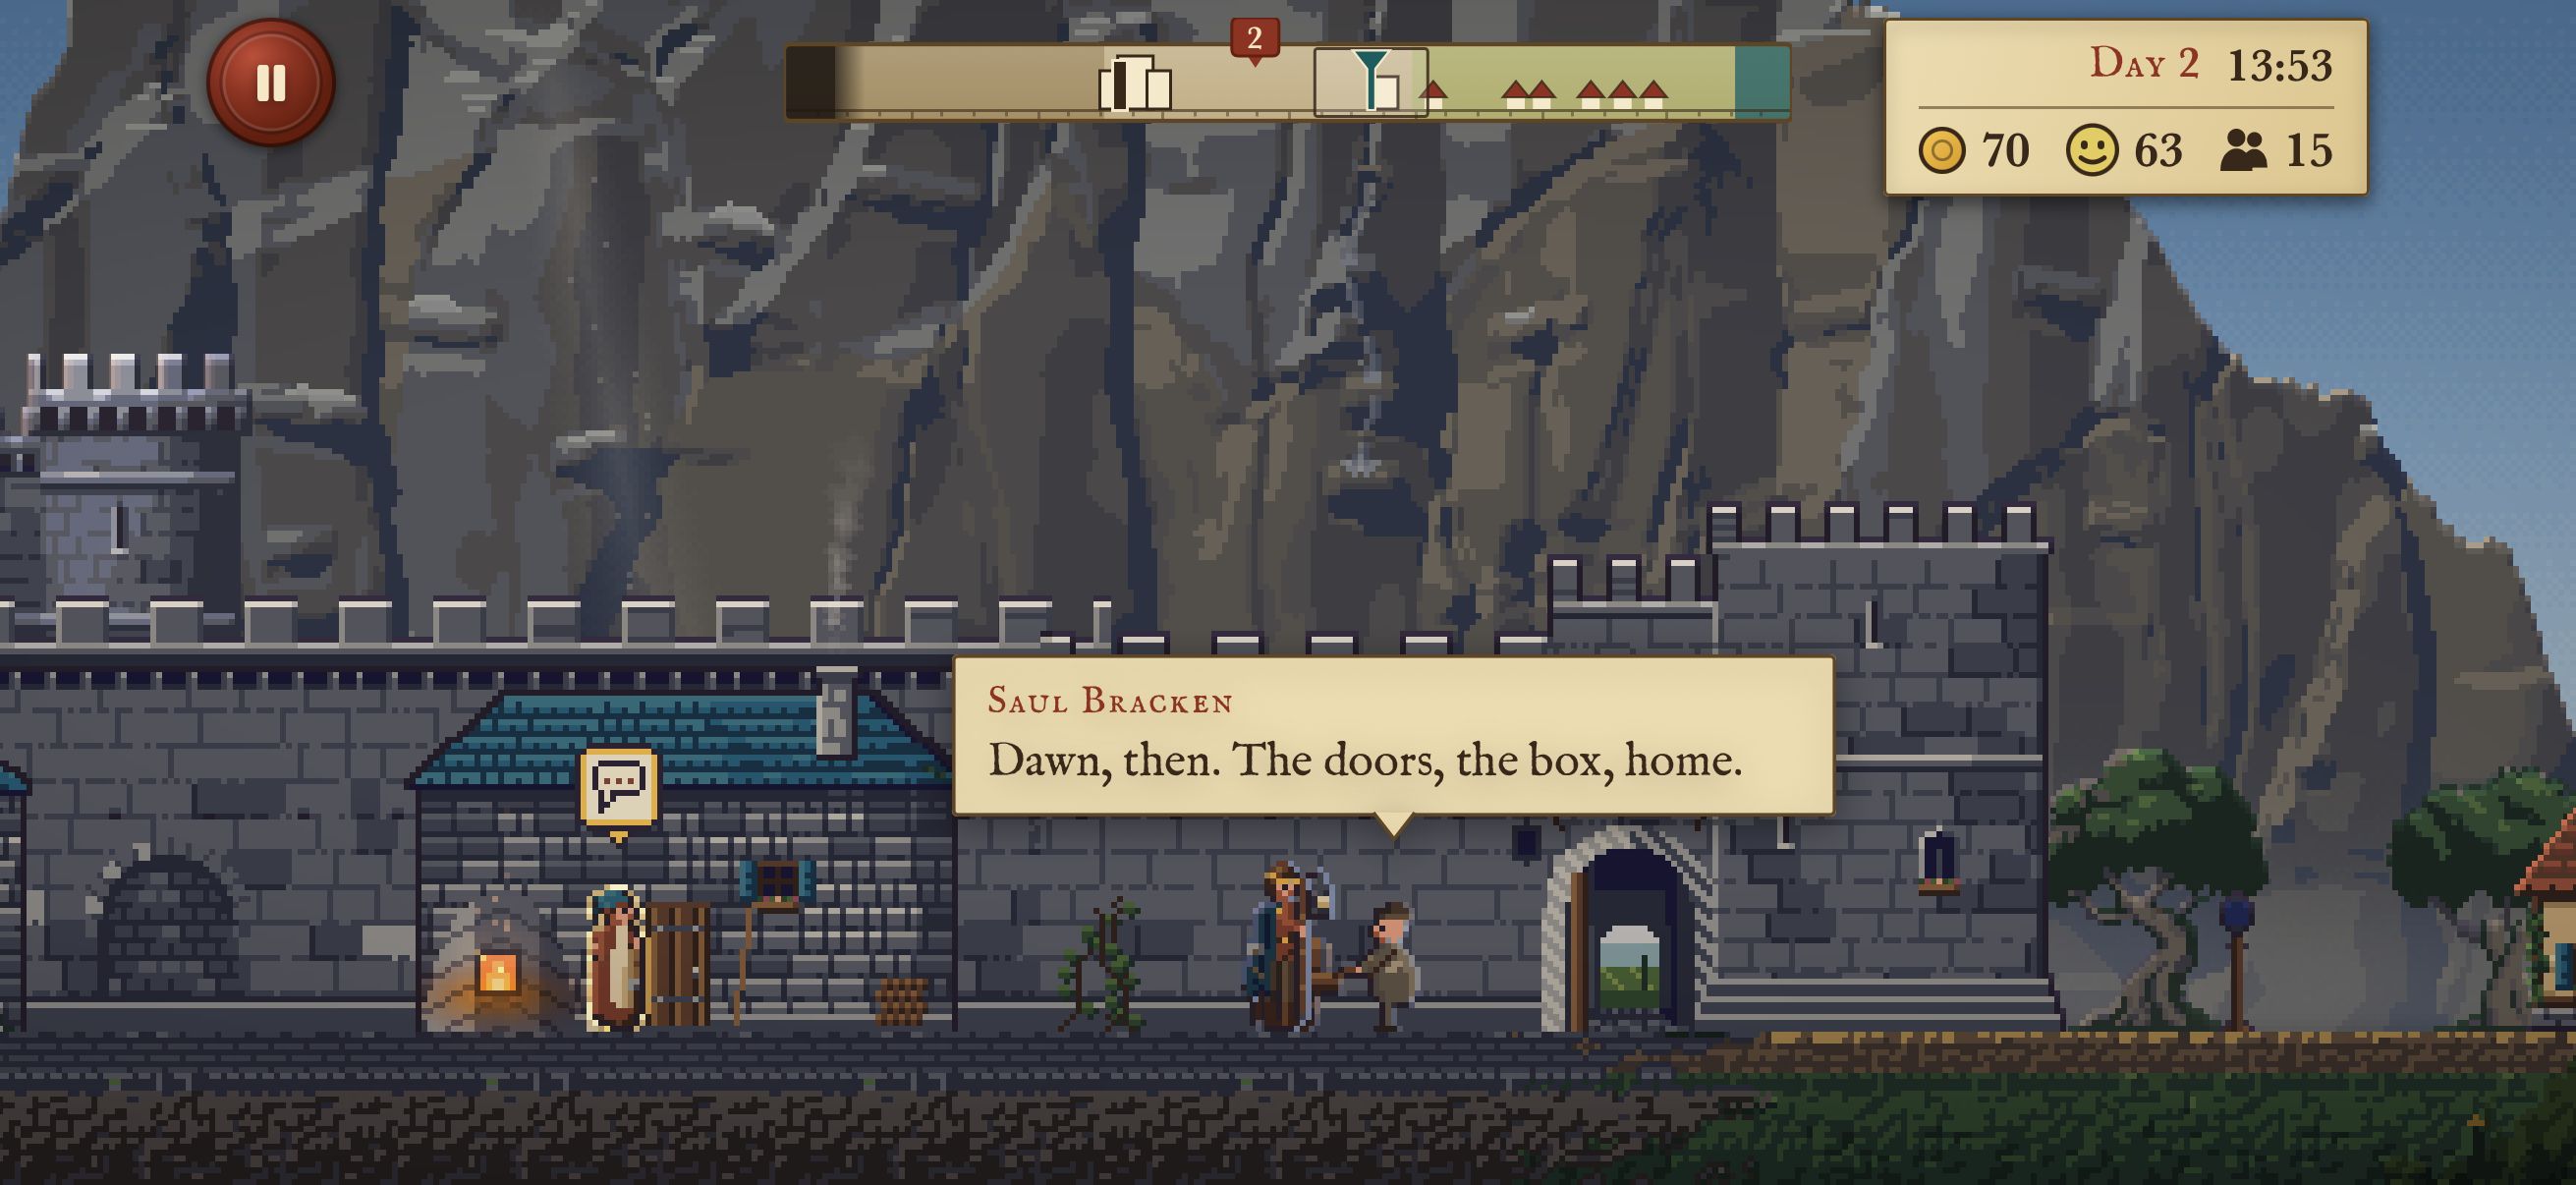 2
Day 2 13:53
70 63 15
Saul Bracken
Dawn, then. The doors, the box, home.